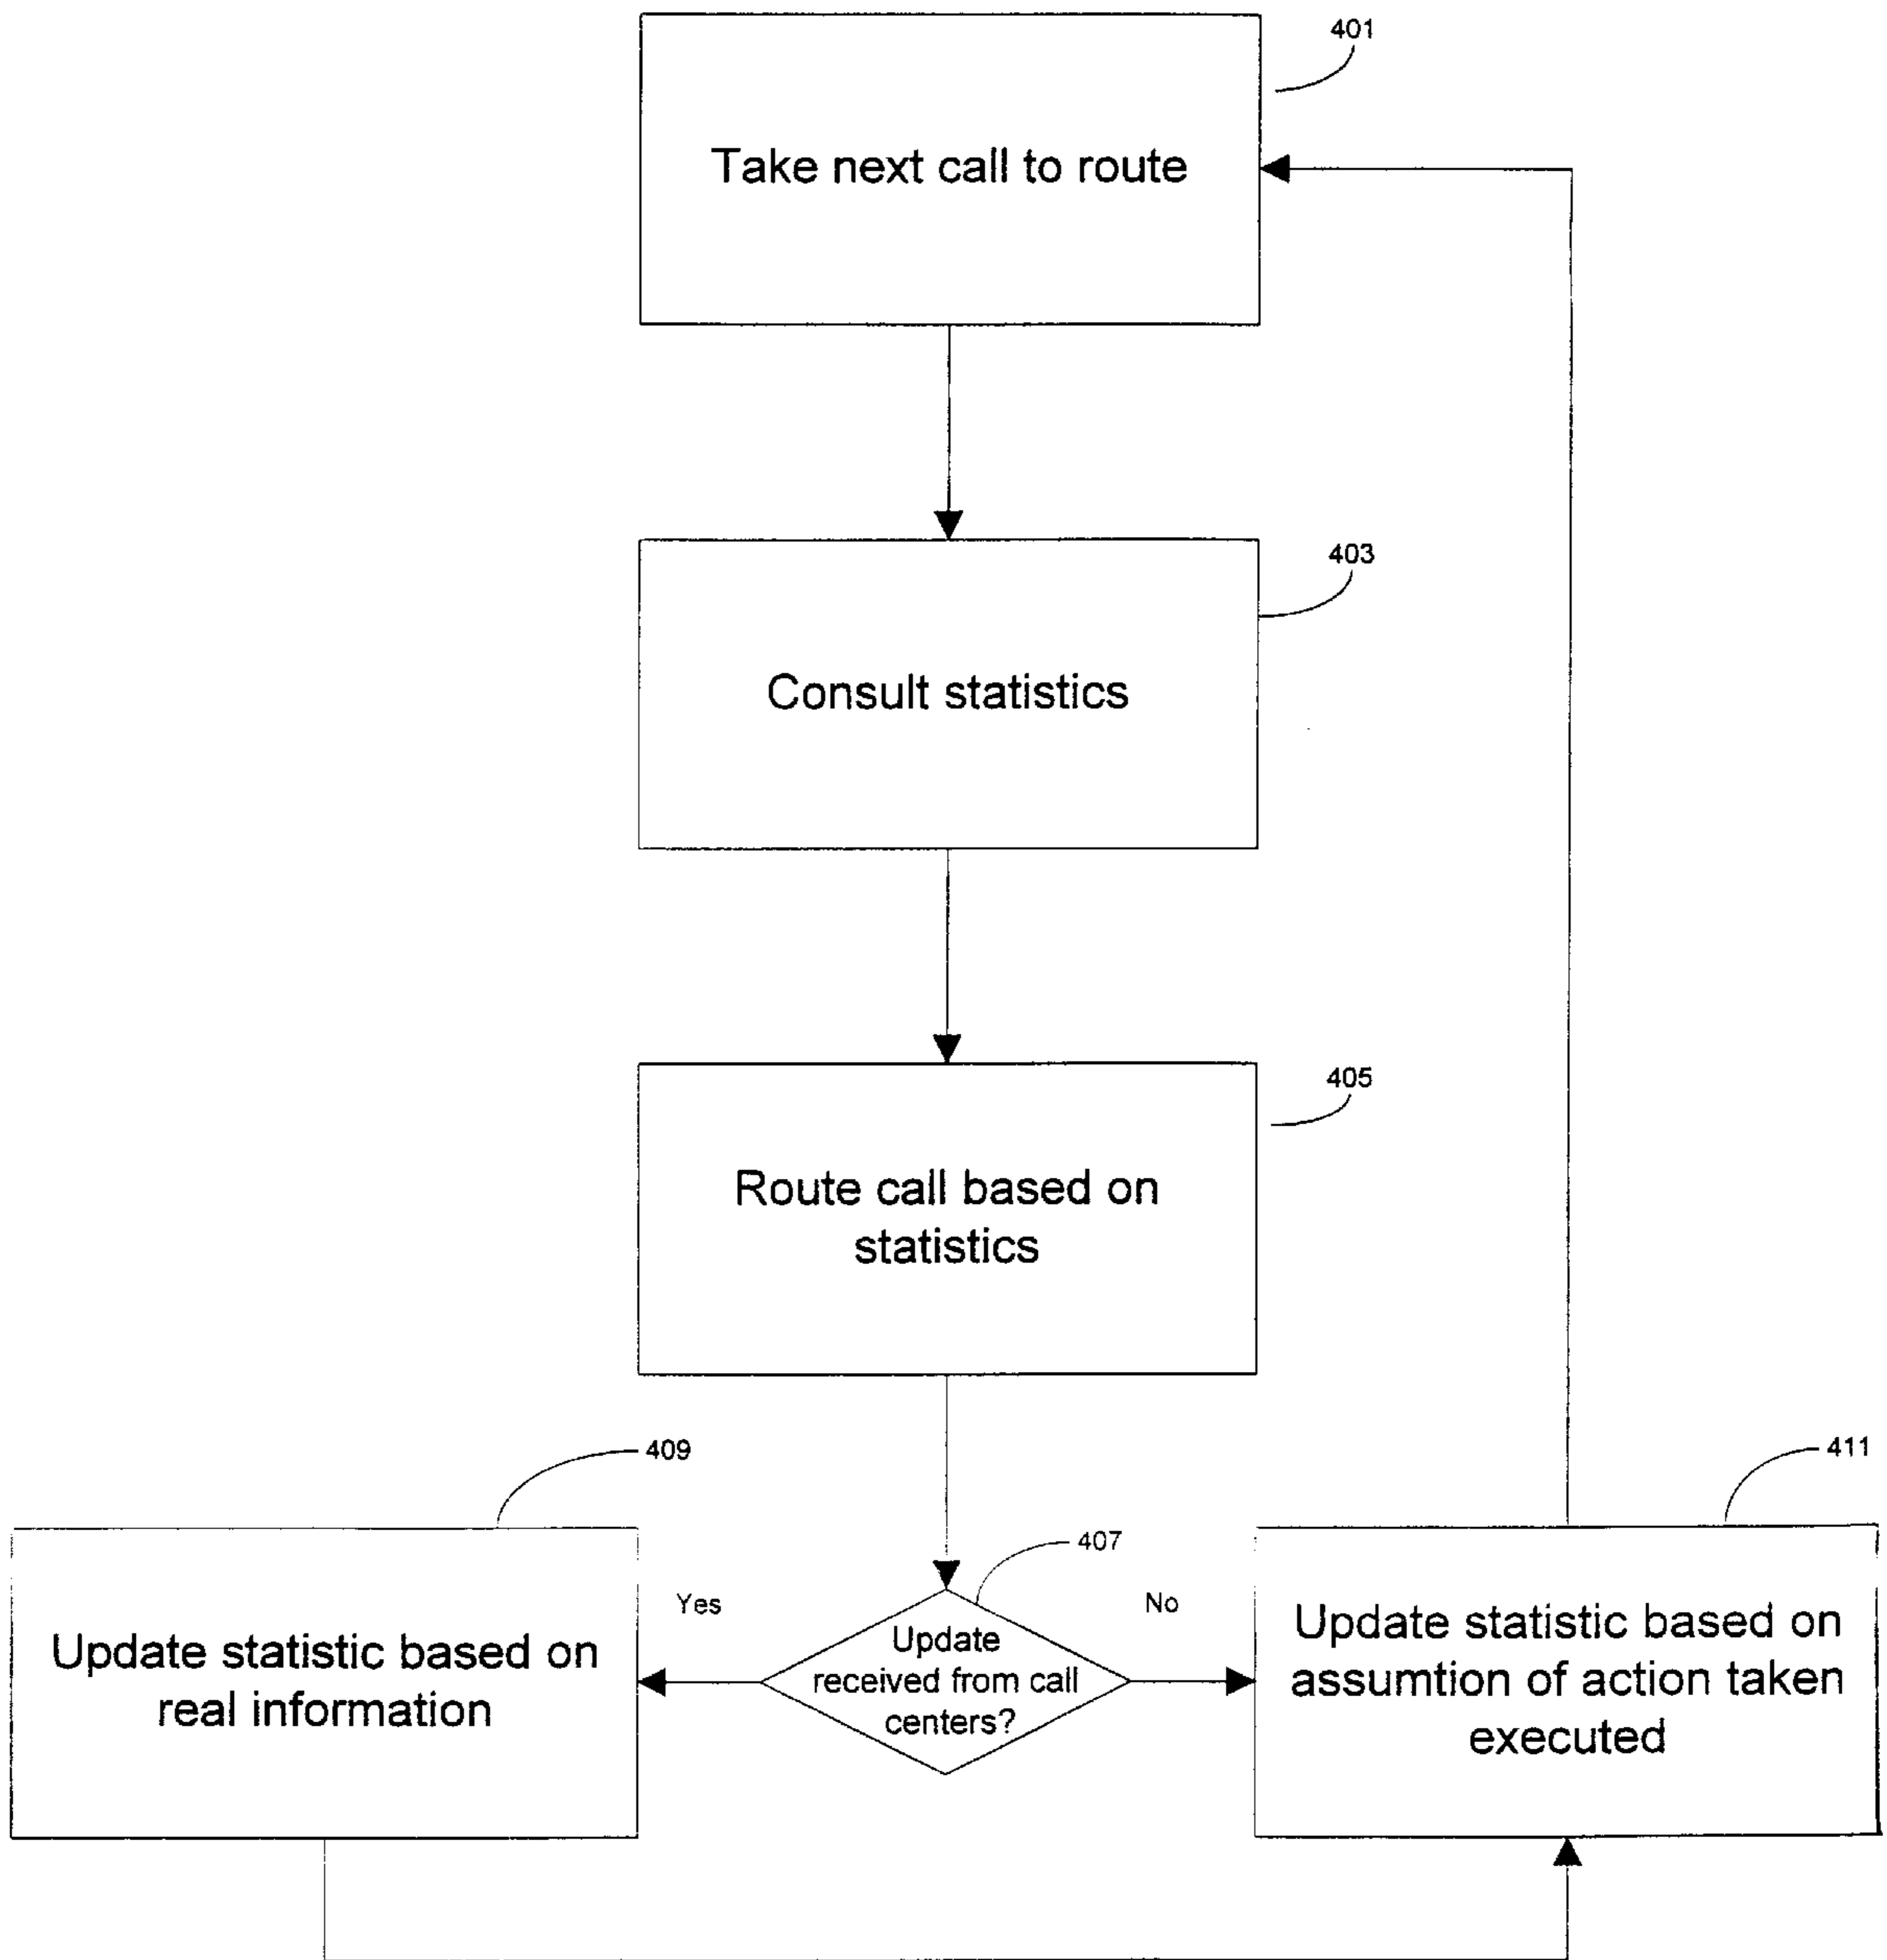 401
Take next call to route
403
Consult statistics
405
Route call based on
statistics
409
411
407
Yes
No
Update statistic based on
real information
Update
received from call
centers?
Update statistic based on
assumtion of action taken
executed